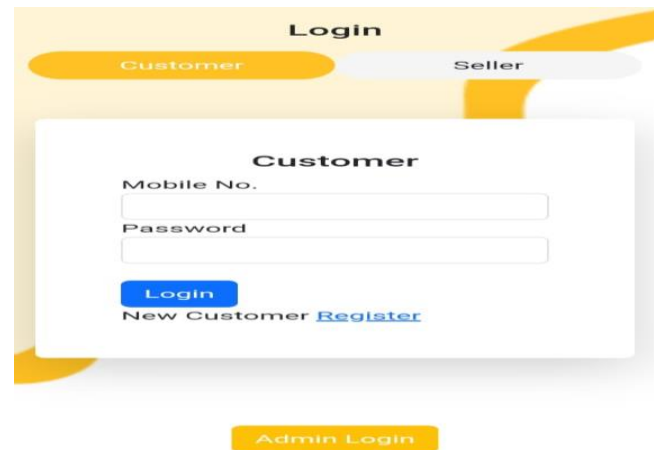 Login
Customer Seller
Customer
Mobile No.
Password
Login
New Customer Register
Admin Login